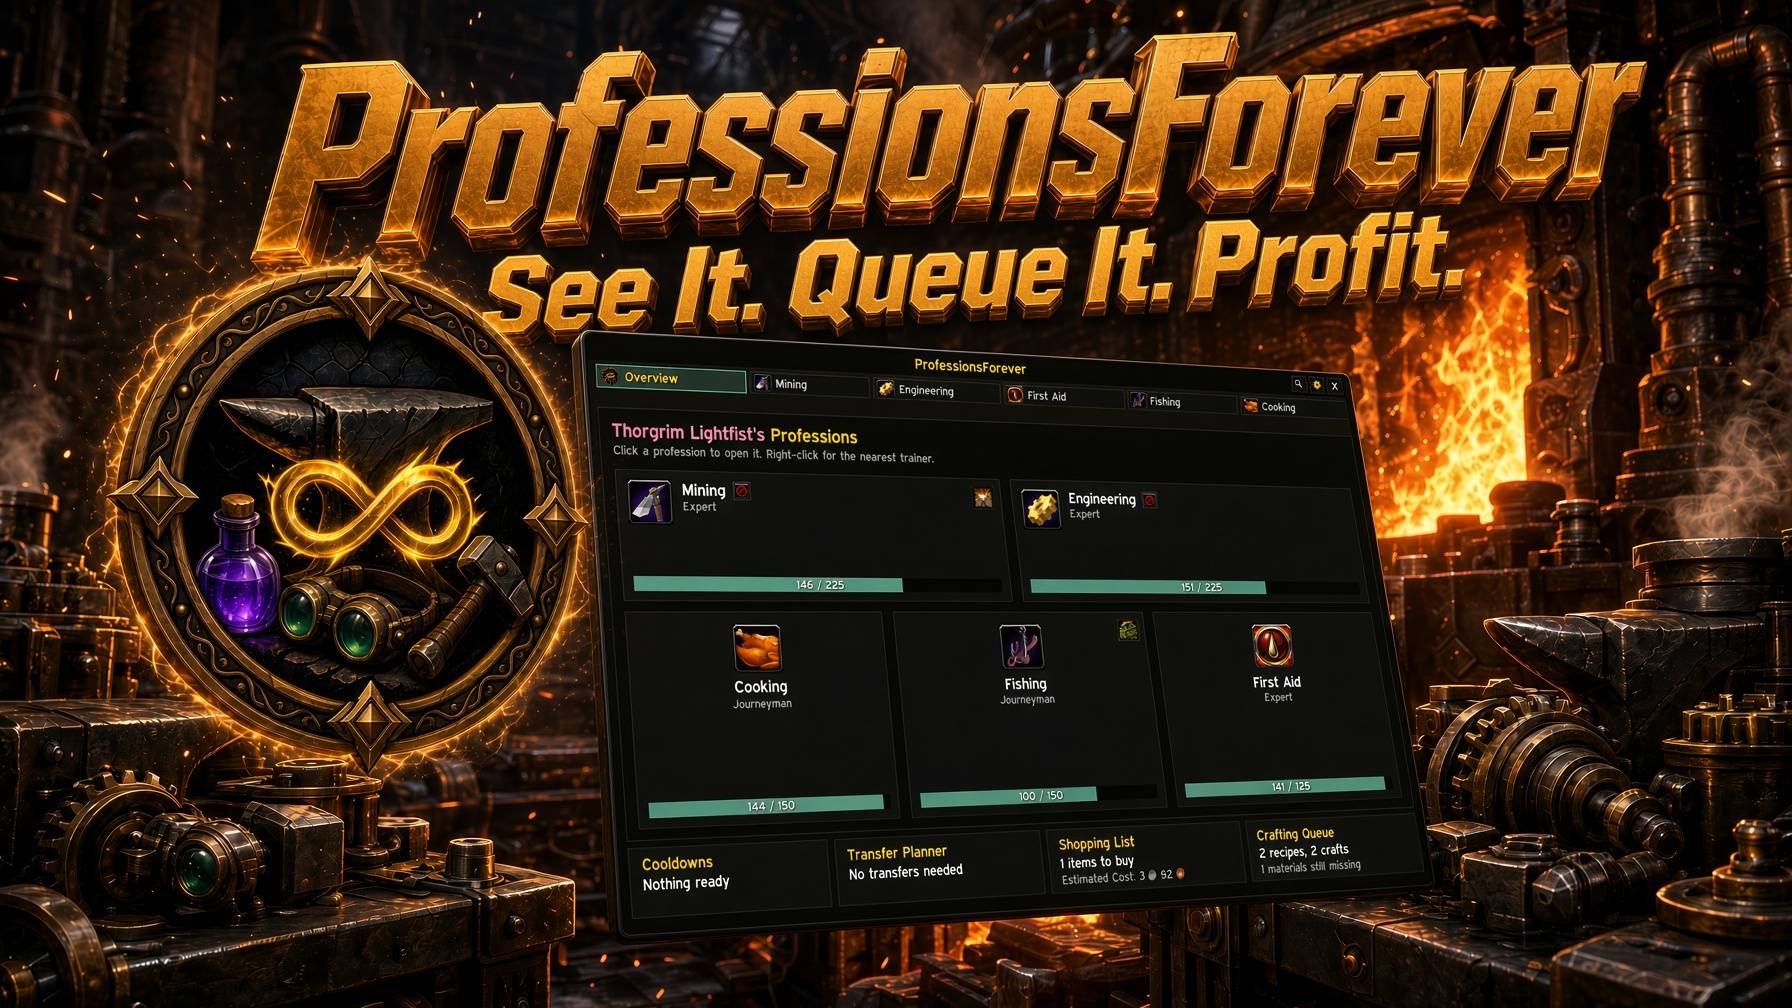 ProfessionsForever
See It. Queue It. Profit.
ProfessionsForever
X
Overview
Mining
Engineering
First Aid
Fishing
Cooking
Thorgrim Lightfist's Professions
Click a profession to open it. Right-click for the nearest trainer.
Mining
Expert
146 / 225
Engineering
Expert
151 / 225
Cooking
Journeyman
144 / 150
Fishing
Journeyman
100 / 150
First Aid
Expert
141 / 125
Cooldowns
Nothing ready
Transfer Planner
No transfers needed
Shopping List
1 items to buy
Estimated Cost: 3 92
Crafting Queue
2 recipes, 2 crafts
1 materials still missing